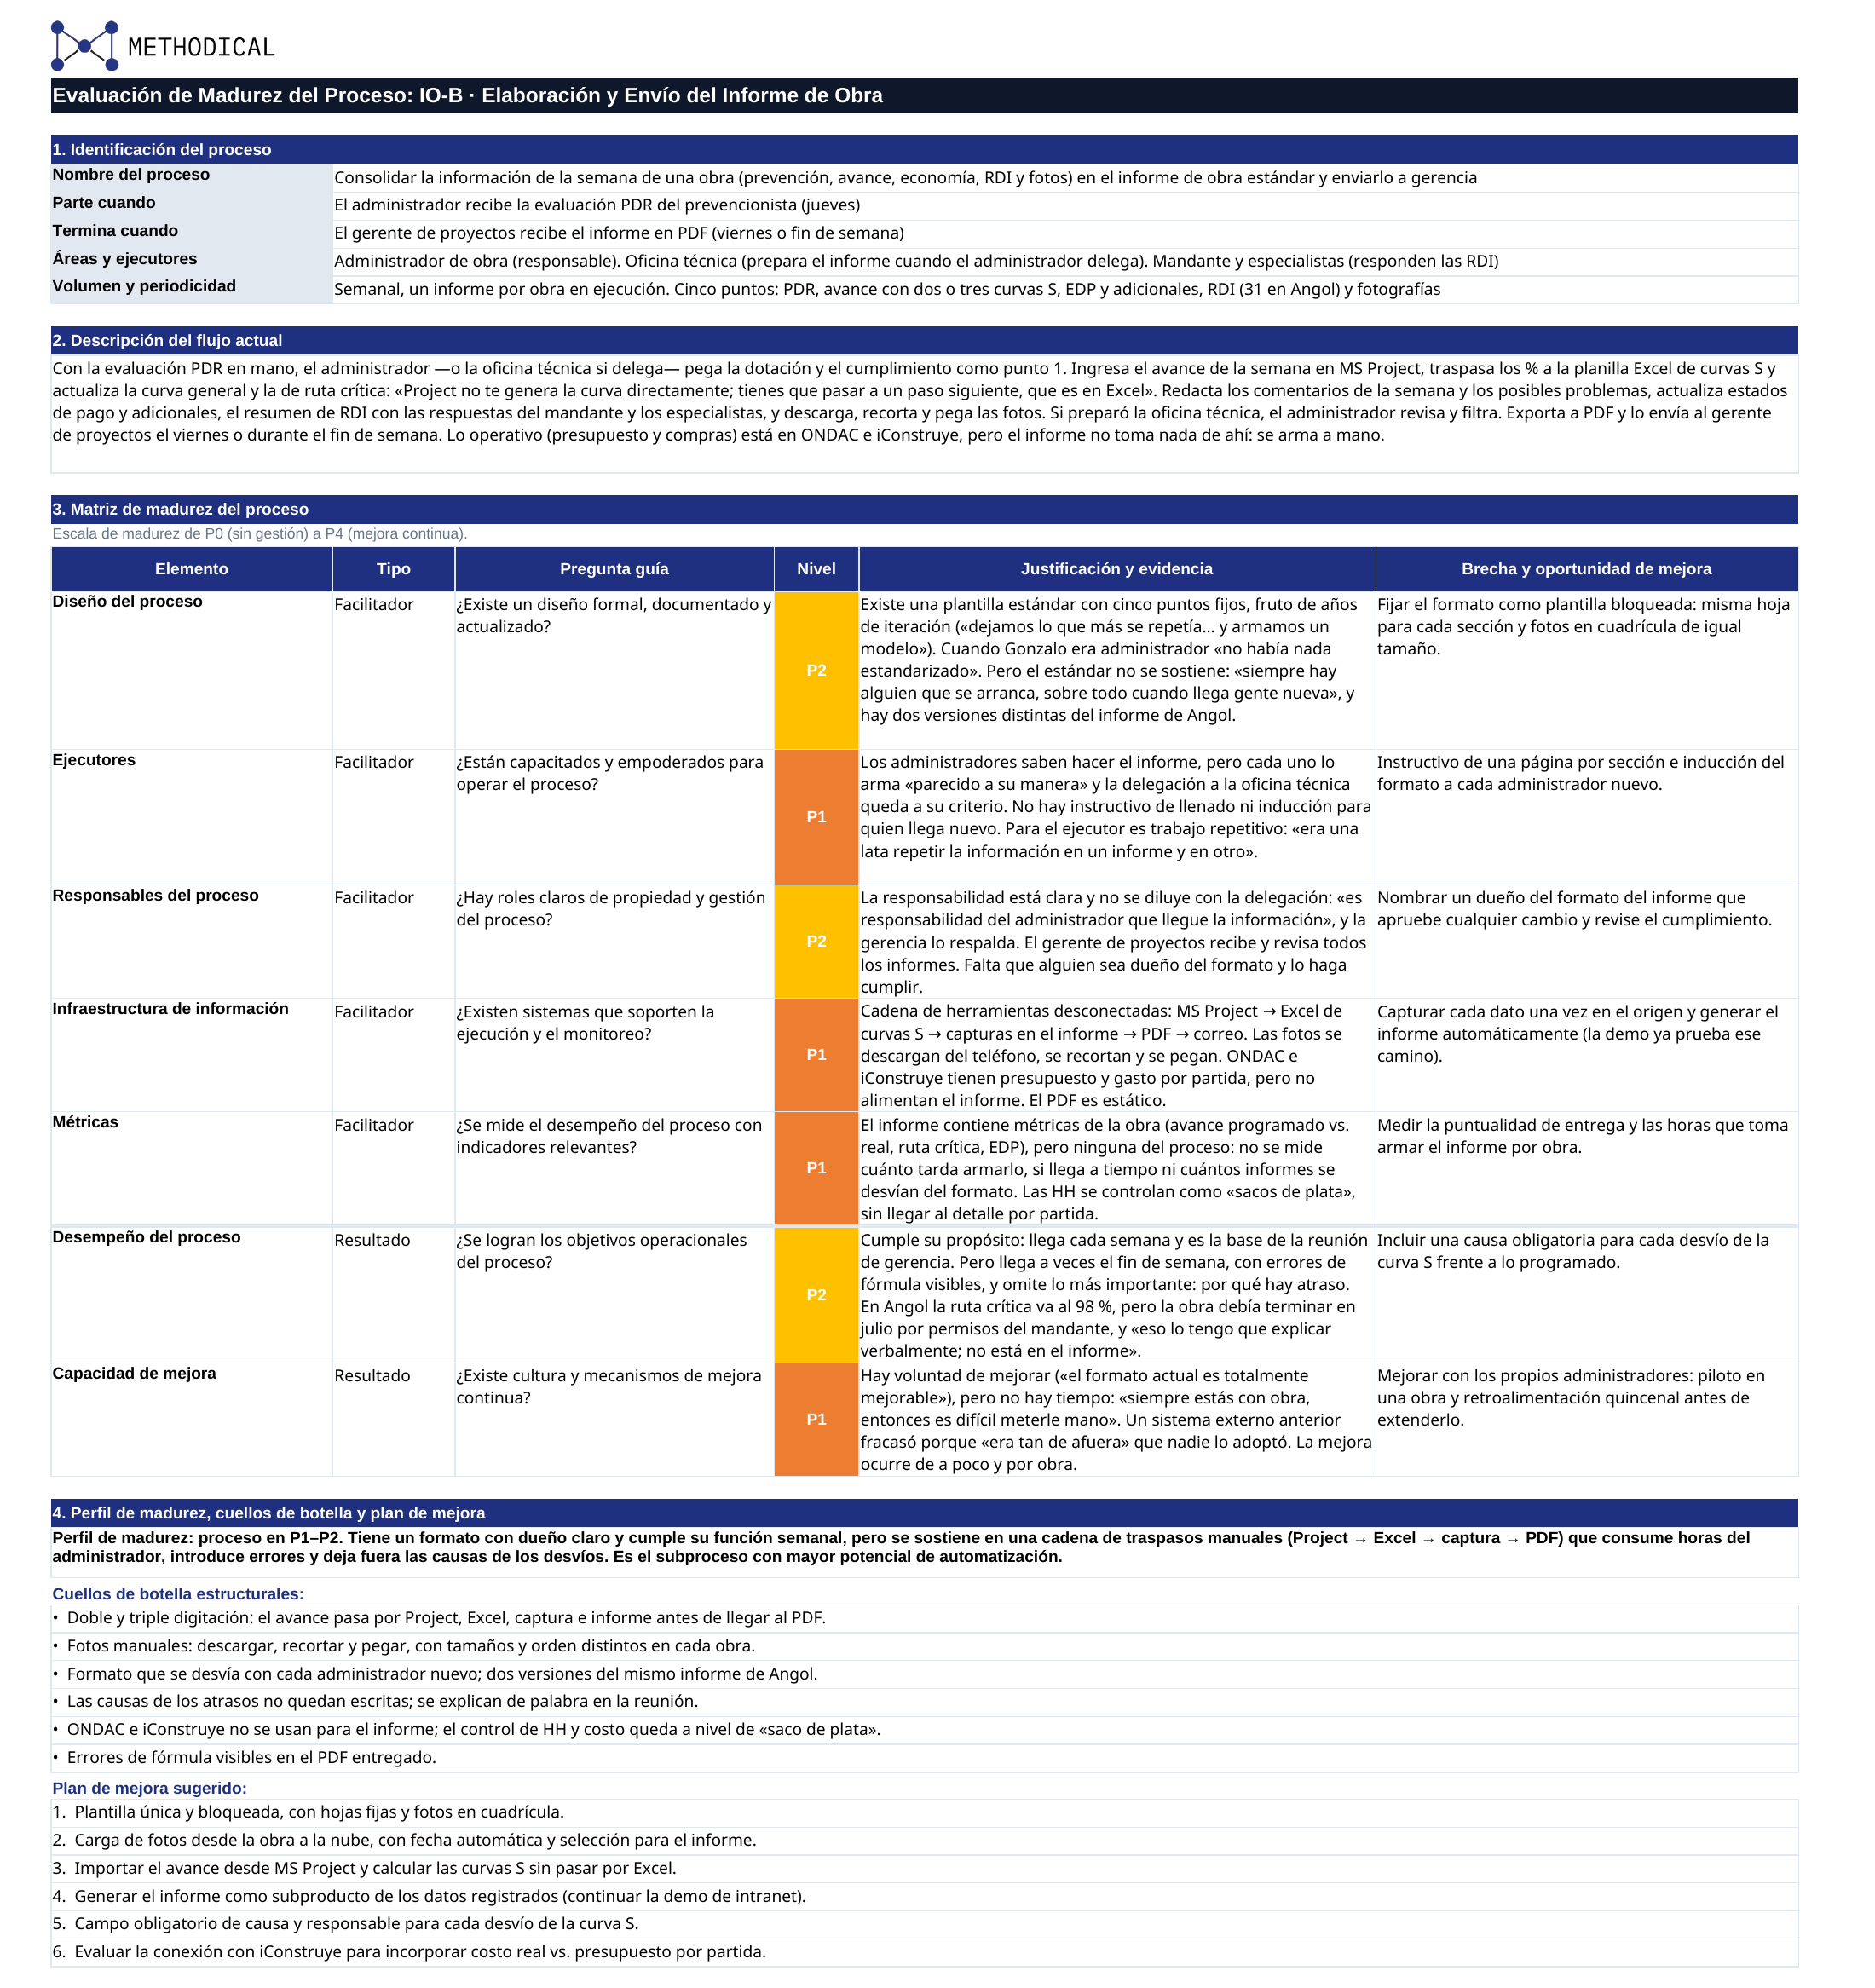 METHODICAL
Evaluación de Madurez del Proceso: IO-B · Elaboración y Envío del Informe de Obra
1. Identificación del proceso
Nombre del proceso
Consolidar la información de la semana de una obra (prevención, avance, economía, RDI y fotos) en el informe de obra estándar y enviarlo a gerencia
Parte cuando
El administrador recibe la evaluación PDR del prevencionista (jueves)
Termina cuando
El gerente de proyectos recibe el informe en PDF (viernes o fin de semana)
Áreas y ejecutores
Administrador de obra (responsable). Oficina técnica (prepara el informe cuando el administrador delega). Mandante y especialistas (responden las RDI)
Volumen y periodicidad
Semanal, un informe por obra en ejecución. Cinco puntos: PDR, avance con dos o tres curvas S, EDP y adicionales, RDI (31 en Angol) y fotografías
2. Descripción del flujo actual
Con la evaluación PDR en mano, el administrador —o la oficina técnica si delega— pega la dotación y el cumplimiento como punto 1. Ingresa el avance de la semana en MS Project, traspasa los % a la planilla Excel de curvas S y
actualiza la curva general y la de ruta crítica: «Project no te genera la curva directamente; tienes que pasar a un paso siguiente, que es en Excel». Redacta los comentarios de la semana y los posibles problemas, actualiza estados
de pago y adicionales, el resumen de RDI con las respuestas del mandante y los especialistas, y descarga, recorta y pega las fotos. Si preparó la oficina técnica, el administrador revisa y filtra. Exporta a PDF y lo envía al gerente
de proyectos el viernes o durante el fin de semana. Lo operativo (presupuesto y compras) está en ONDAC e iConstruye, pero el informe no toma nada de ahí: se arma a mano.
3. Matriz de madurez del proceso
Escala de madurez de P0 (sin gestión) a P4 (mejora continua).
Elemento
Tipo
Pregunta guía
Nivel
Justificación y evidencia
Brecha y oportunidad de mejora
Diseño del proceso
Facilitador
¿Existe un diseño formal, documentado y
actualizado?
P2
Existe una plantilla estándar con cinco puntos fijos, fruto de años
de iteración («dejamos lo que más se repetía... y armamos un
modelo»). Cuando Gonzalo era administrador «no había nada
estandarizado». Pero el estándar no se sostiene: «siempre hay
alguien que se arranca, sobre todo cuando llega gente nueva», y
hay dos versiones distintas del informe de Angol.
Fijar el formato como plantilla bloqueada: misma hoja
para cada sección y fotos en cuadrícula de igual
tamaño.
Ejecutores
Facilitador
¿Están capacitados y empoderados para
operar el proceso?
P1
Los administradores saben hacer el informe, pero cada uno lo
arma «parecido a su manera» y la delegación a la oficina técnica
queda a su criterio. No hay instructivo de llenado ni inducción para
quien llega nuevo. Para el ejecutor es trabajo repetitivo: «era una
lata repetir la información en un informe y en otro».
Instructivo de una página por sección e inducción del
formato a cada administrador nuevo.
Responsables del proceso
Facilitador
¿Hay roles claros de propiedad y gestión
del proceso?
P2
La responsabilidad está clara y no se diluye con la delegación: «es
responsabilidad del administrador que llegue la información», y la
gerencia lo respalda. El gerente de proyectos recibe y revisa todos
los informes. Falta que alguien sea dueño del formato y lo haga
cumplir.
Nombrar un dueño del formato del informe que
apruebe cualquier cambio y revise el cumplimiento.
Infraestructura de información
Facilitador
¿Existen sistemas que soporten la
ejecución y el monitoreo?
P1
Cadena de herramientas desconectadas: MS Project → Excel de
curvas S → capturas en el informe → PDF → correo. Las fotos se
descargan del teléfono, se recortan y se pegan. ONDAC e
iConstruye tienen presupuesto y gasto por partida, pero no
alimentan el informe. El PDF es estático.
Capturar cada dato una vez en el origen y generar el
informe automáticamente (la demo ya prueba ese
camino).
Métricas
Facilitador
¿Se mide el desempeño del proceso con
indicadores relevantes?
P1
El informe contiene métricas de la obra (avance programado vs.
real, ruta crítica, EDP), pero ninguna del proceso: no se mide
cuánto tarda armarlo, si llega a tiempo ni cuántos informes se
desvían del formato. Las HH se controlan como «sacos de plata»,
sin llegar al detalle por partida.
Medir la puntualidad de entrega y las horas que toma
armar el informe por obra.
Desempeño del proceso
Resultado
¿Se logran los objetivos operacionales
del proceso?
P2
Cumple su propósito: llega cada semana y es la base de la reunión
de gerencia. Pero llega a veces el fin de semana, con errores de
fórmula visibles, y omite lo más importante: por qué hay atraso.
En Angol la ruta crítica va al 98 %, pero la obra debía terminar en
julio por permisos del mandante, y «eso lo tengo que explicar
verbalmente; no está en el informe».
Incluir una causa obligatoria para cada desvío de la
curva S frente a lo programado.
Capacidad de mejora
Resultado
¿Existe cultura y mecanismos de mejora
continua?
P1
Hay voluntad de mejorar («el formato actual es totalmente
mejorable»), pero no hay tiempo: «siempre estás con obra,
entonces es difícil meterle mano». Un sistema externo anterior
fracasó porque «era tan de afuera» que nadie lo adoptó. La mejora
ocurre de a poco y por obra.
Mejorar con los propios administradores: piloto en
una obra y retroalimentación quincenal antes de
extenderlo.
4. Perfil de madurez, cuellos de botella y plan de mejora
Perfil de madurez: proceso en P1–P2. Tiene un formato con dueño claro y cumple su función semanal, pero se sostiene en una cadena de traspasos manuales (Project → Excel → captura → PDF) que consume horas del
administrador, introduce errores y deja fuera las causas de los desvíos. Es el subproceso con mayor potencial de automatización.
Cuellos de botella estructurales:
• Doble y triple digitación: el avance pasa por Project, Excel, captura e informe antes de llegar al PDF.
• Fotos manuales: descargar, recortar y pegar, con tamaños y orden distintos en cada obra.
• Formato que se desvía con cada administrador nuevo; dos versiones del mismo informe de Angol.
• Las causas de los atrasos no quedan escritas; se explican de palabra en la reunión.
• ONDAC e iConstruye no se usan para el informe; el control de HH y costo queda a nivel de «saco de plata».
• Errores de fórmula visibles en el PDF entregado.
Plan de mejora sugerido:
1. Plantilla única y bloqueada, con hojas fijas y fotos en cuadrícula.
2. Carga de fotos desde la obra a la nube, con fecha automática y selección para el informe.
3. Importar el avance desde MS Project y calcular las curvas S sin pasar por Excel.
4. Generar el informe como subproducto de los datos registrados (continuar la demo de intranet).
5. Campo obligatorio de causa y responsable para cada desvío de la curva S.
6. Evaluar la conexión con iConstruye para incorporar costo real vs. presupuesto por partida.